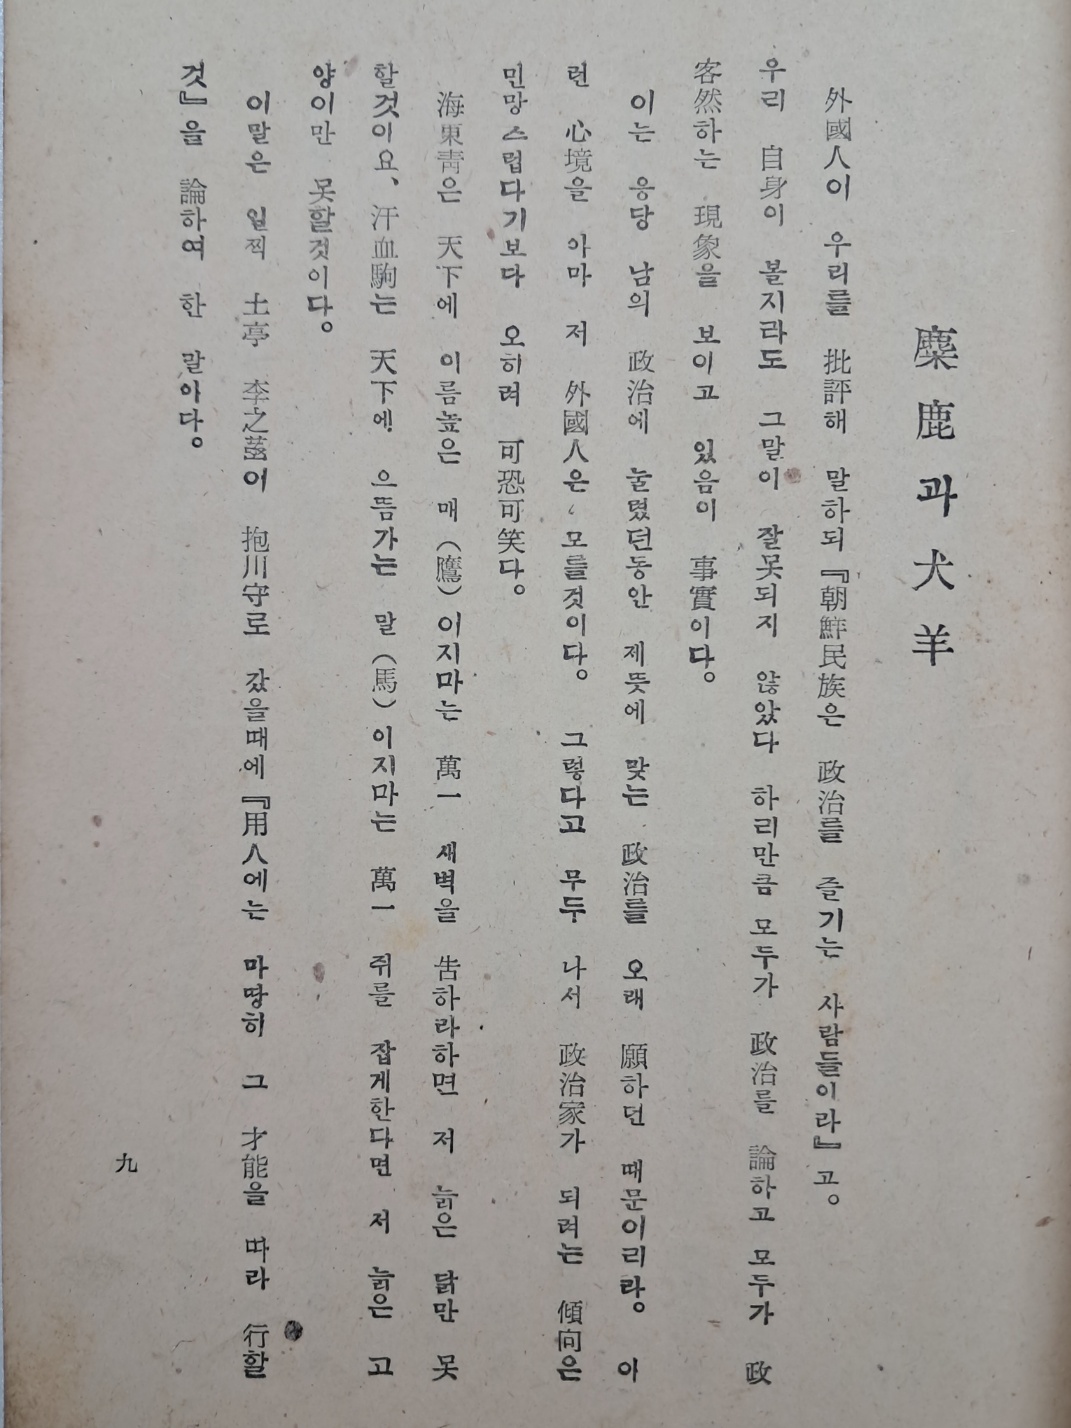 麋鹿과 犬羊
外國人이 우리를 批評해 말하되『朝鮮民族은 政治를 즐기는 사람들이라』고。
우리 自身이 볼지라도 그말이 잘못되지 않았다 하리만큼 모두가 政治를 論하고 모두가 政
客然하는 現象을 보이고 있음이 事實이다。
이는 응당 남의 政治에 눌렸던동안 제뜻에 맞는 政治를 오래 願하던 때문이리라。 아
련 心境을 아마 저 外國人은 모를것이다。 그렇다고 무두 나서 政治家가 되려는 傾向은
민망스럽다기보다 오히려 可恐可笑다。
海東靑은 天下에 이름높은 매（鷹）이지마는 萬一 새벽을 告하라하면 저 늙은 닭만 못
할것이요、汗血駒는 天下에 으뜸가는 말（馬）이지마는 萬一 쥐를 잡게한다면 저 늙은 고
양이만 못할것이다。
이말은 일찍 土亭 李之菡이 抱川守로 갔을때에『用人에는 마땅히 그 才能을 따라 行할
것』을 論하여 한 말아다。
九